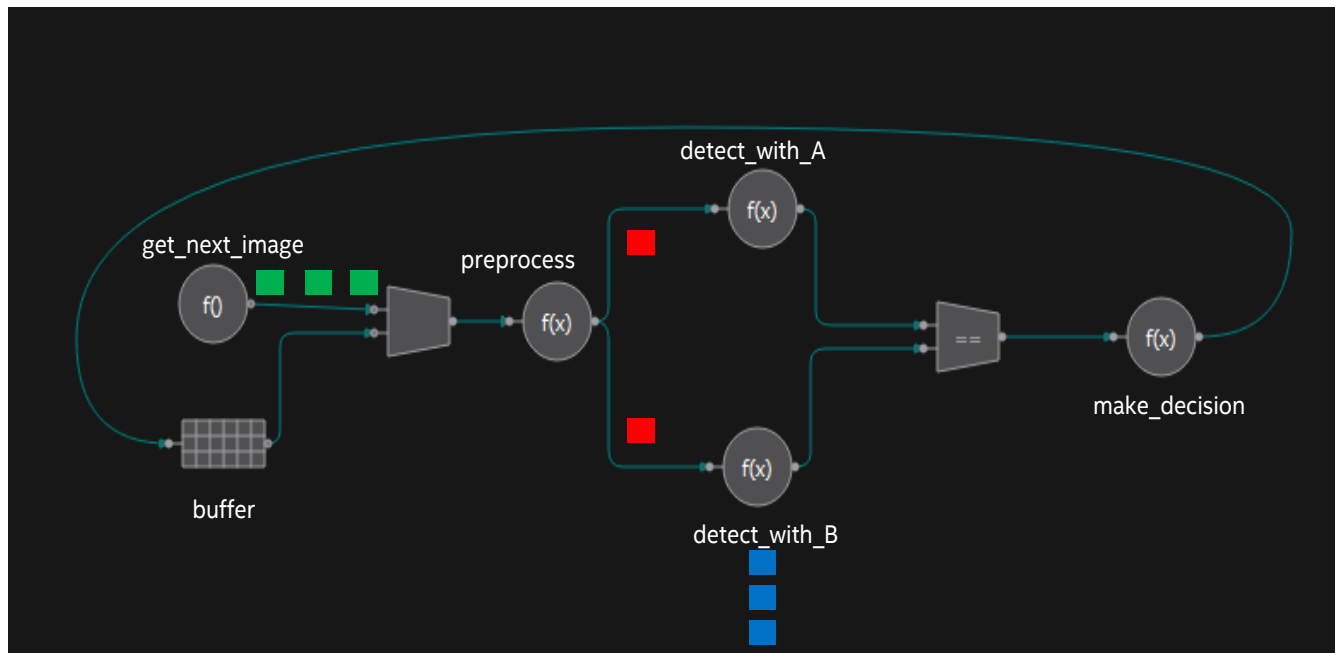 detect_with_A
f(x)
get_next_image
preprocess
f()
f(x)
==
f(x)
make_decision
f(x)
buffer
detect_with_B